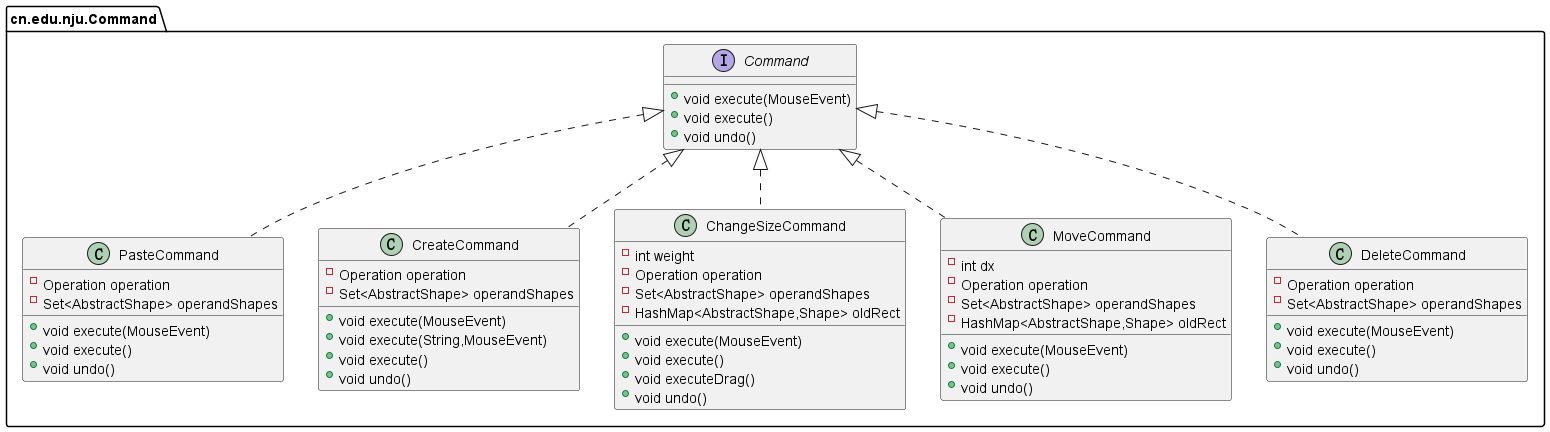 cn.edu.nju.Command
I Command
void execute(MouseEvent)
void execute()
void undo()
C PasteCommand
Operation operation
Set<AbstractShape> operandShapes
void execute(MouseEvent)
void execute()
void undo()
C CreateCommand
Operation operation
Set<AbstractShape> operandShapes
void execute(MouseEvent)
void execute(String,MouseEvent)
void execute()
void undo()
C ChangeSizeCommand
int weight
Operation operation
Set<AbstractShape> operandShapes
HashMap<AbstractShape,Shape> oldRect
void execute(MouseEvent)
void execute()
void executeDrag()
void undo()
C MoveCommand
int dx
Operation operation
Set<AbstractShape> operandShapes
HashMap<AbstractShape,Shape> oldRect
void execute(MouseEvent)
void execute()
void undo()
C DeleteCommand
Operation operation
Set<AbstractShape> operandShapes
void execute(MouseEvent)
void execute()
void undo()